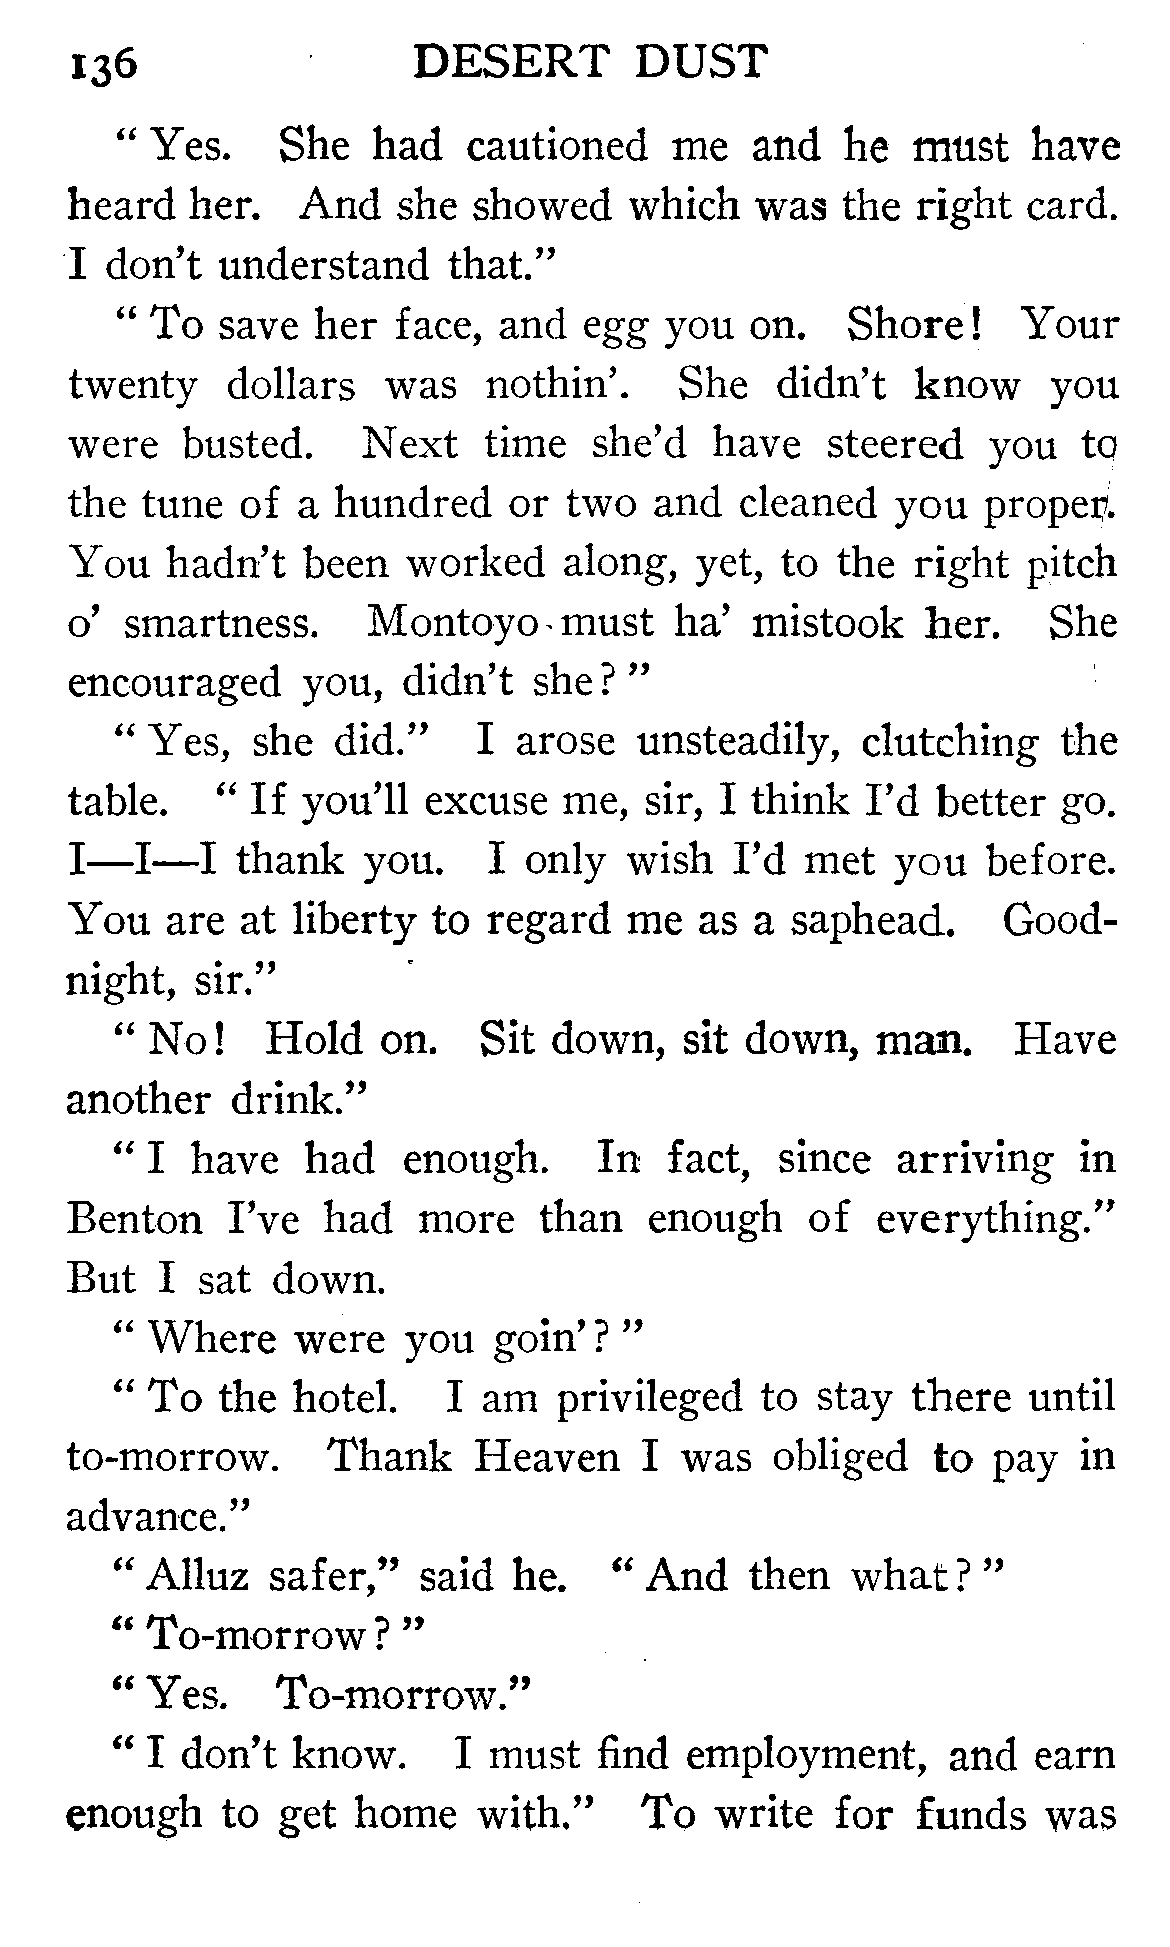 136 DESERT DUST
“ Yes. She had cautioned me and he must have
heard her. And she showed which was the right card.
I don’t understand that.”
“ To save her face, and egg you on. Shore! Your
twenty dollars was nothin’. She didn’t know you
were busted. Next time she’d have steered you to
the tune of a hundred or two and cleaned you proper.
You hadn’t been worked along, yet, to the right pitch
o’ smartness. Montoyo must ha’ mistook her. She
encouraged you, didn’t she? ”
“ Yes, she did.” I arose unsteadily, clutching the
table. “ If you’ll excuse me, sir, I think I’d better go.
I—I—I thank you. I only wish I’d met you before.
You are at liberty to regard me as a saphead. Good-
night, sir.”
“ No! Hold on. Sit down, sit down, man. Have
another drink.”
“ I have had enough. In fact, since arriving in
Benton I’ve had more than enough of everything.”
But I sat down.
“ Where were you goin’? ”
“ To the hotel. I am privileged to stay there until
to-morrow. Thank Heaven I was obliged to pay in
advance.”
“ Alluz safer,” said he. “ And then what? ”
“ To-morrow? ”
“ Yes. To-morrow.”
“ I don’t know. I must find employment, and earn
enough to get home with.” To write for funds was